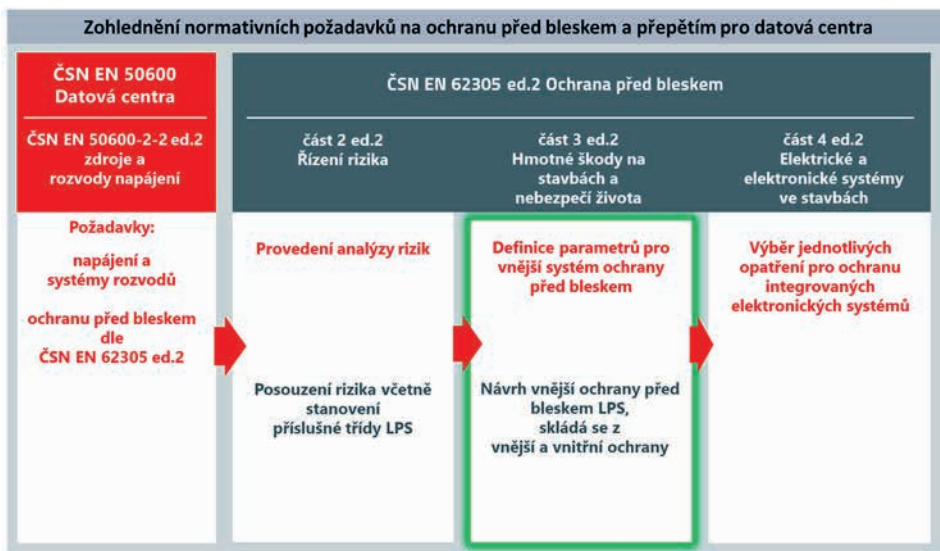 Zohlednění normativních požadavků na ochranu před bleskem a přepětím pro datová centra
ČSN EN 50600
Datová centra
ČSN EN 50600-2-2 ed.2
zdroje a
rozvody napájení
Požadavky:
napájení a
systémy rozvodů
ochranu před bleskem
dle
ČSN EN 62305 ed.2
ČSN EN 62305 ed.2 Ochrana před bleskem
část 2 ed.2
Řízení rizika
Provedení analýzy rizik
Posouzení rizika včetně
stanovení
příslušné třídy LPS
část 3 ed.2
Hmotné škody na
stavbách a
nebezpečí života
Definice parametrů pro
vnější systém ochrany
před bleskem
Návrh vnější ochrany před
bleskem LPS,
skládá se z
vnější a vnitřní ochrany
část 4 ed.2
Elektrické a
elektronické systémy
ve stavbách
Výběr jednotlivých
opatření pro ochranu
integrovaných
elektronických systémů